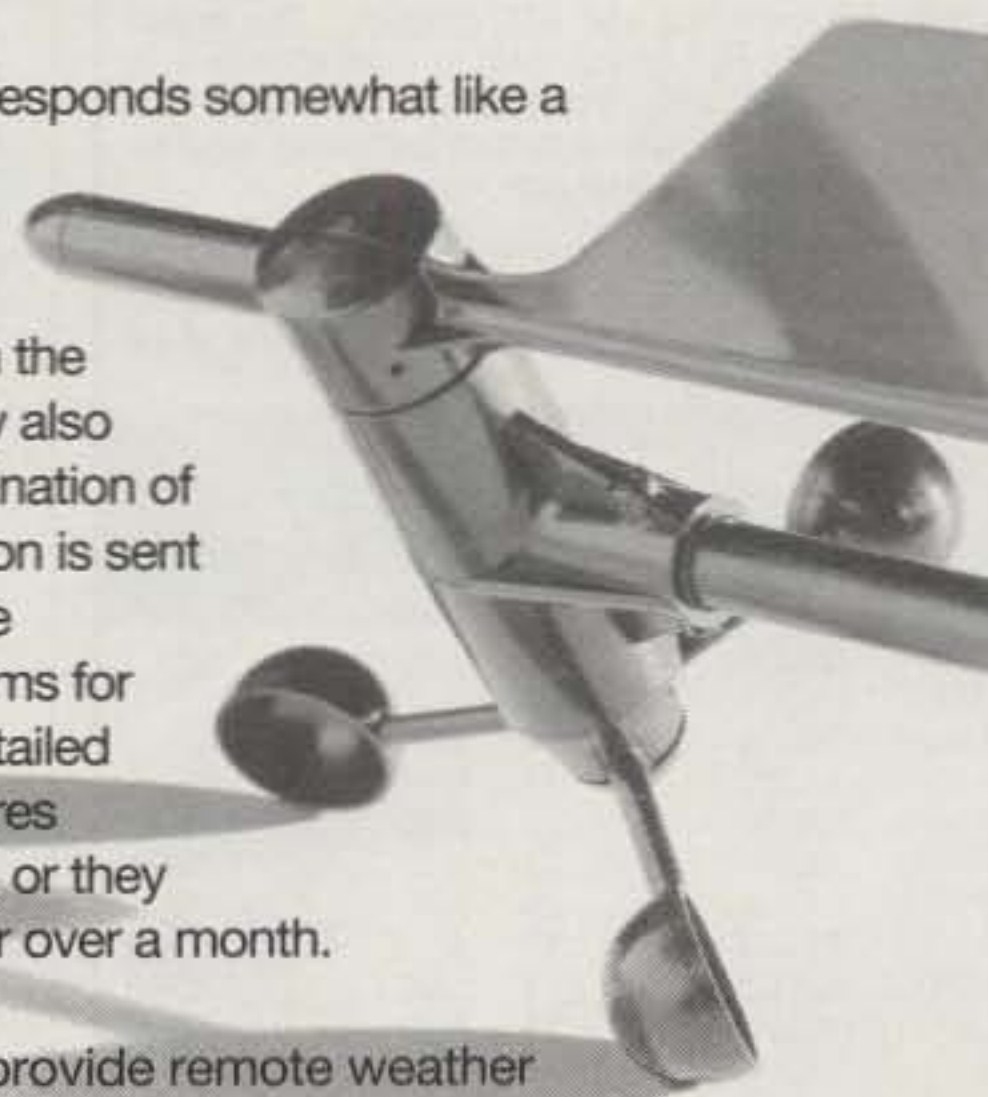 esponds somewhat like a
the
also
nation of
on is sent
e
ms for
tailed
res
or they
r over a month.
provide remote weather